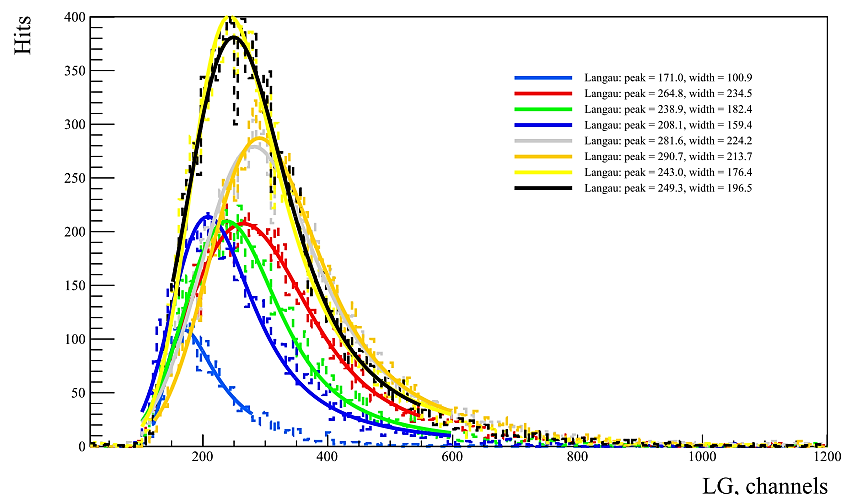 Hits
400
350
300
250
200
150
100
50
0
Langau: peak = 171.0, width = 100.9
Langau: peak = 264.8, width = 234.5
Langau: peak = 238.9, width = 182.4
Langau: peak = 208.1, width = 159.4
Langau: peak = 281.6, width = 224.2
Langau: peak = 290.7, width = 213.7
Langau: peak = 243.0, width = 176.4
Langau: peak = 249.3, width = 196.5
200 400 600 800 1000 1200
LG, channels